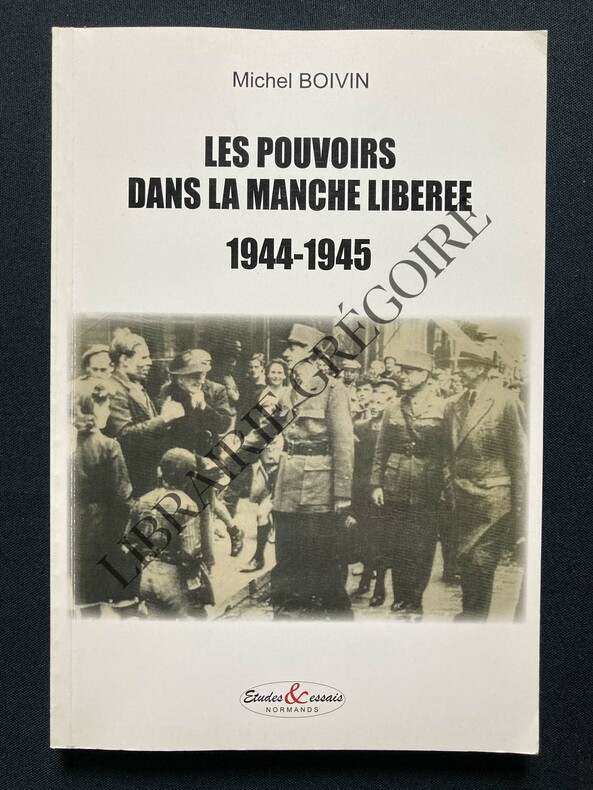 Michel BOIVIN
LES POUVOIRS
DANS LA MANCHE LIBEREE
1944-1945
LIBRAIRIE GRÉGOIRE
Etudes & essais
NORMANDS